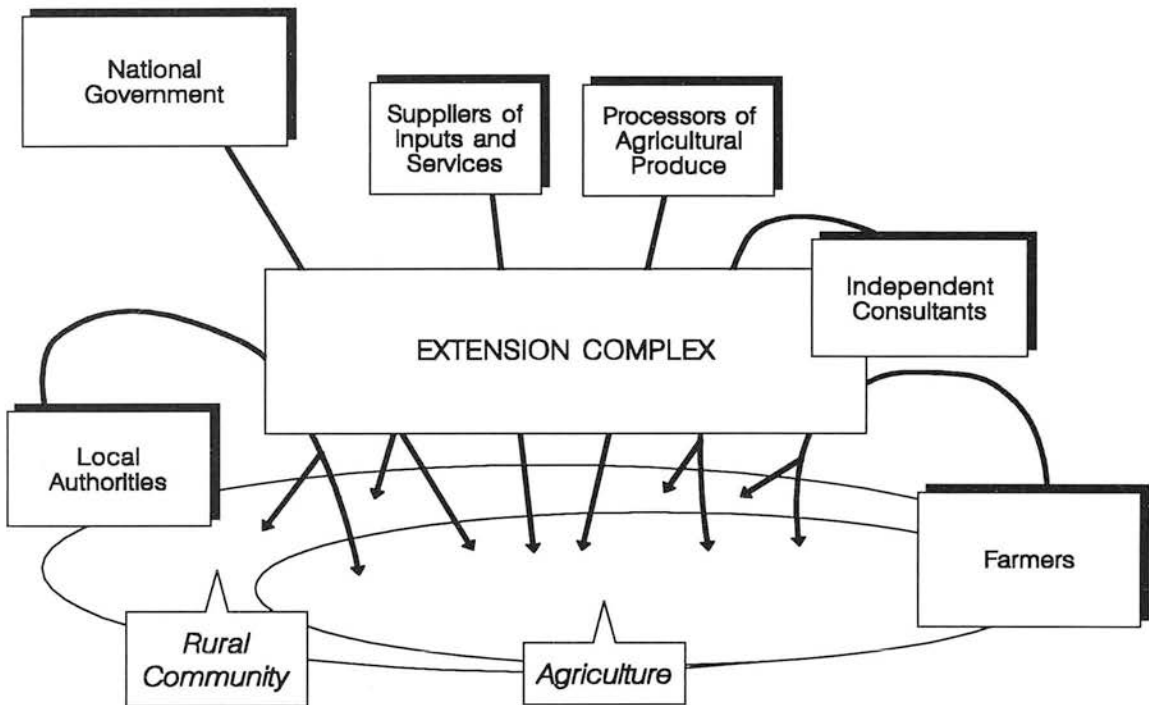 National
Government
Suppliers of
Inputs and
Services
Processors of
Agricultural
Produce
Independent
Consultants
EXTENSION COMPLEX
Local
Authorities
Farmers
Rural
Community
Agriculture